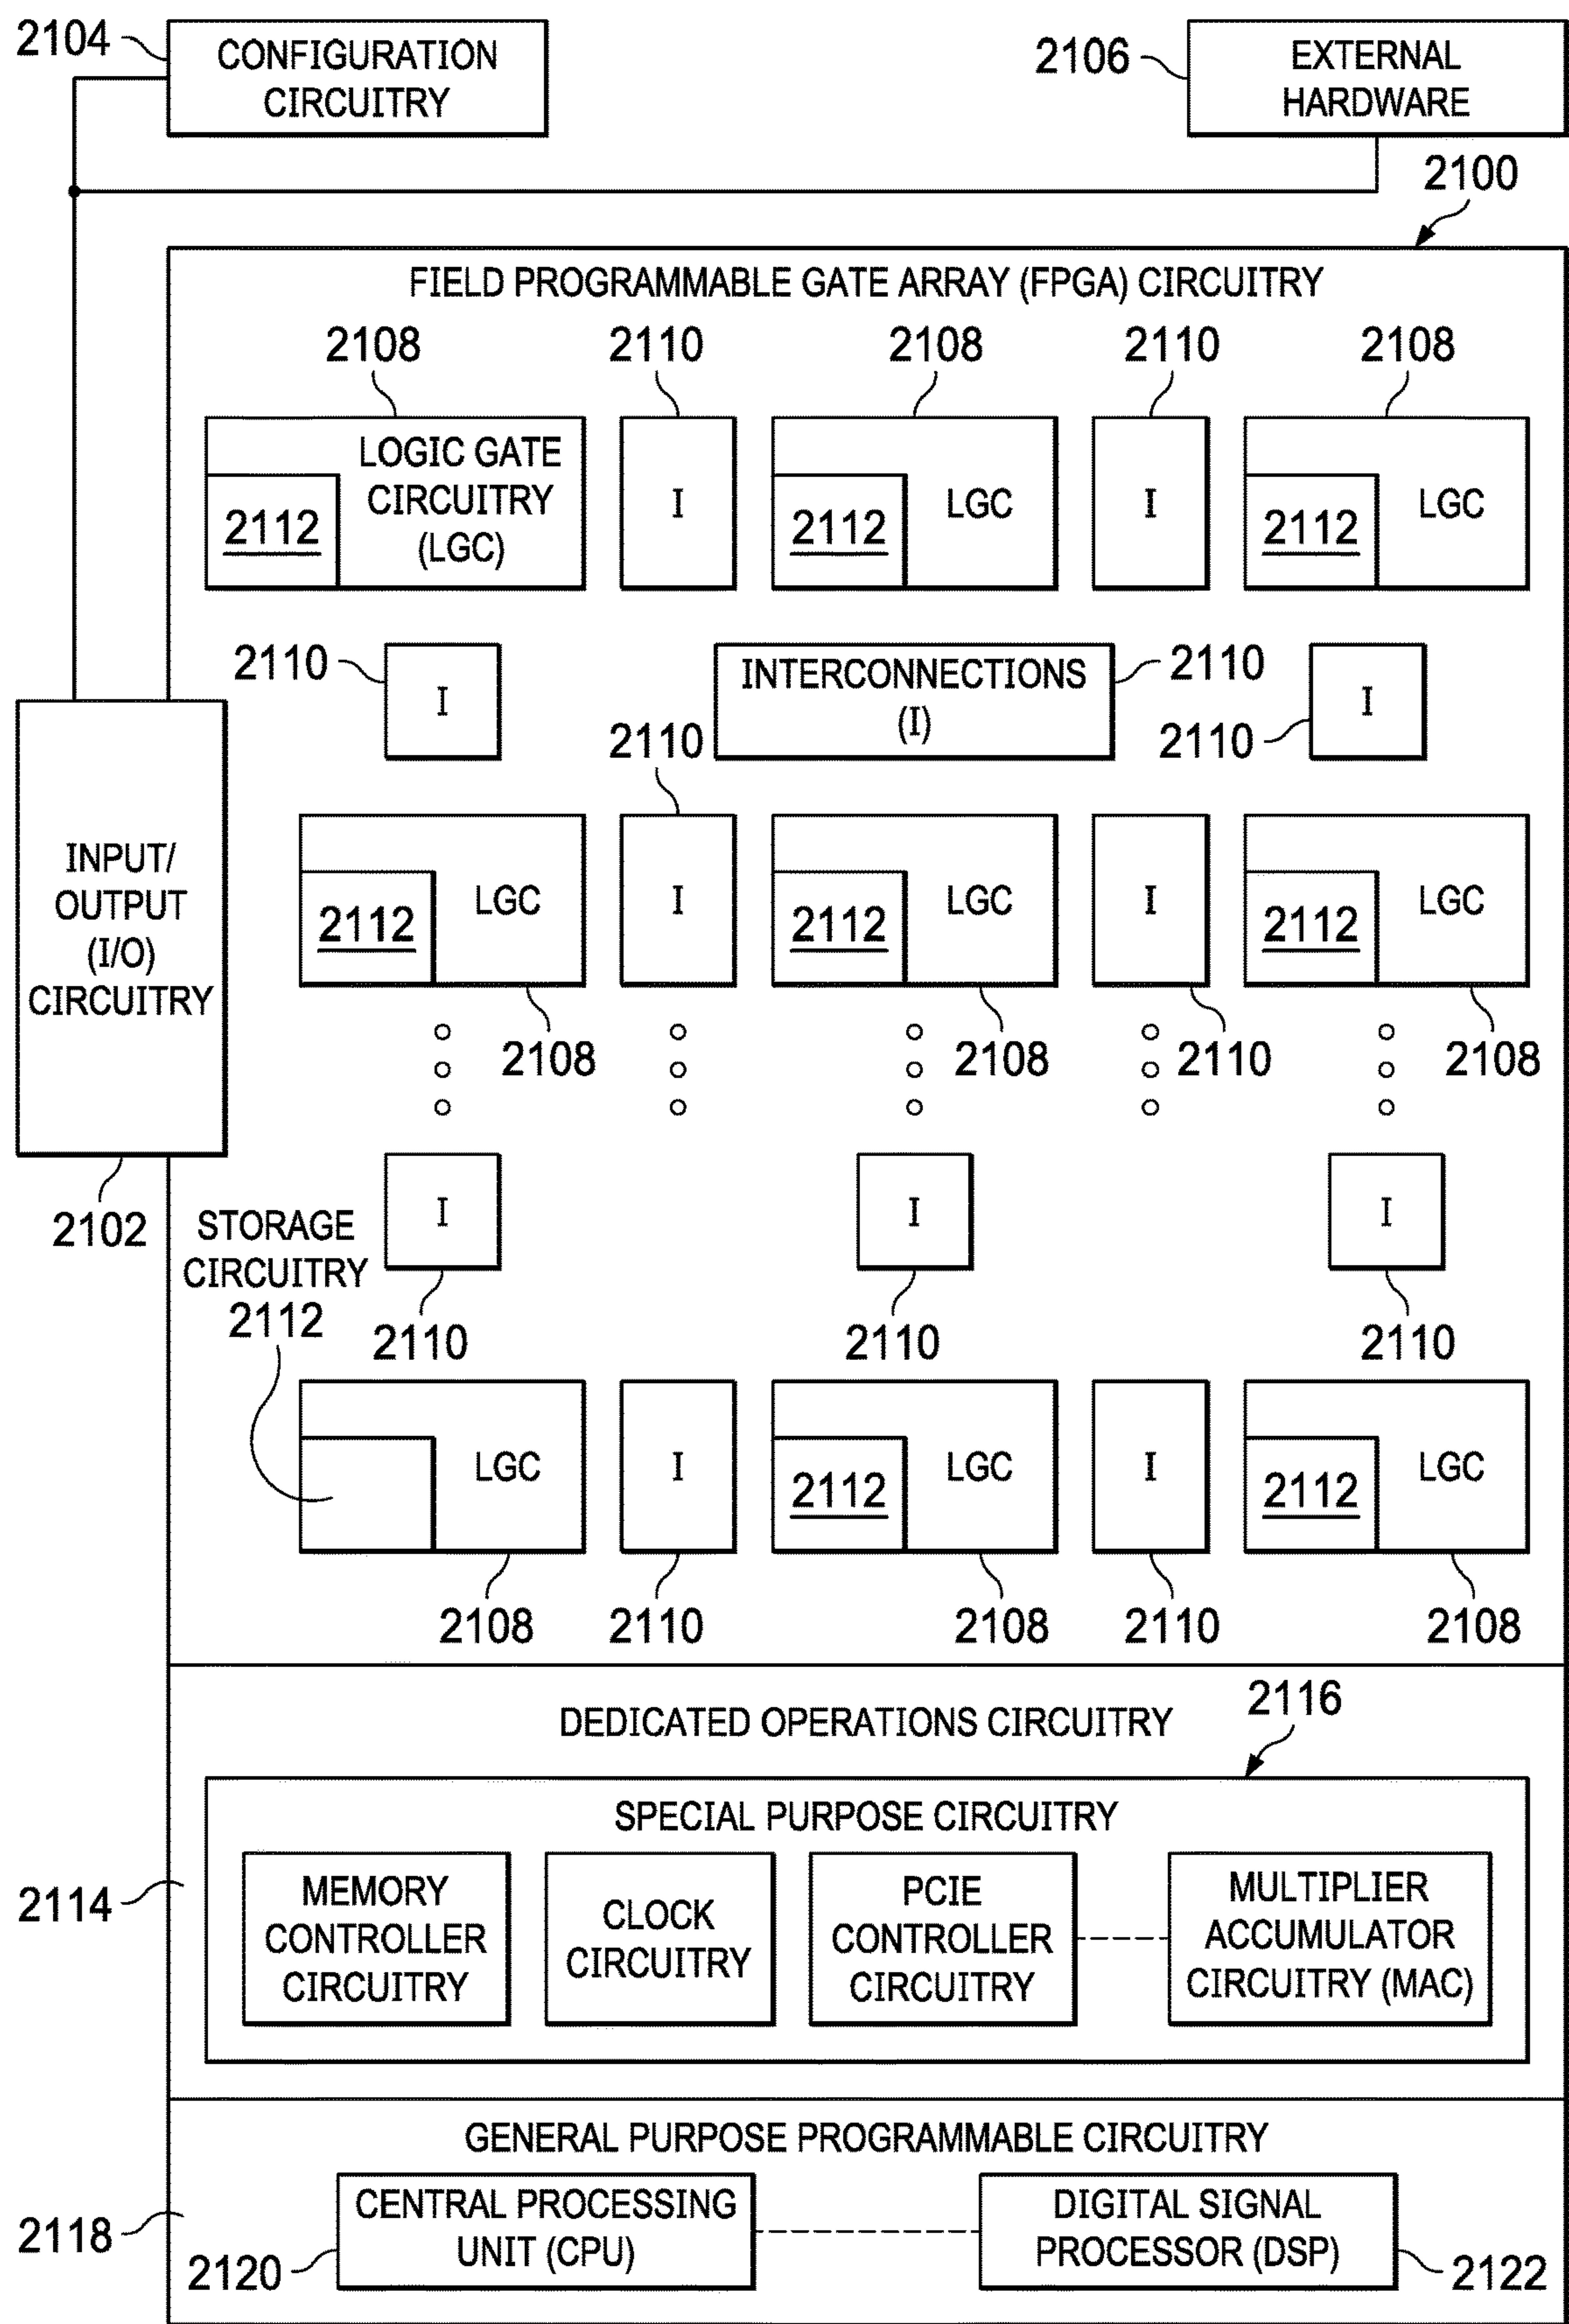 2104
CONFIGURATION
CIRCUITRY
2106
EXTERNAL
HARDWARE
2100
FIELD PROGRAMMABLE GATE ARRAY (FPGA) CIRCUITRY
2108 2110 2108 2110 2108
LOGIC GATE
CIRCUITRY
(LGC)
2112
I
2112 LGC
I
2112 LGC
2110
I
INTERCONNECTIONS
(I)
2110
2110
I
2110
INPUT/
OUTPUT
(I/O)
CIRCUITRY
2102
2112 LGC
I
2112 LGC
I
2112 LGC
2108 2108 2110 2108
I I I
STORAGE
CIRCUITRY
2112
2110 2110 2110
LGC
I
2112 LGC
I
2112 LGC
2108 2110 2108 2110 2108
DEDICATED OPERATIONS CIRCUITRY
2116
SPECIAL PURPOSE CIRCUITRY
2114
MEMORY
CONTROLLER
CIRCUITRY
CLOCK
CIRCUITRY
PCIE
CONTROLLER
CIRCUITRY
MULTIPLIER
ACCUMULATOR
CIRCUITRY (MAC)
GENERAL PURPOSE PROGRAMMABLE CIRCUITRY
2118
CENTRAL PROCESSING
UNIT (CPU)
2120
DIGITAL SIGNAL
PROCESSOR (DSP)
2122